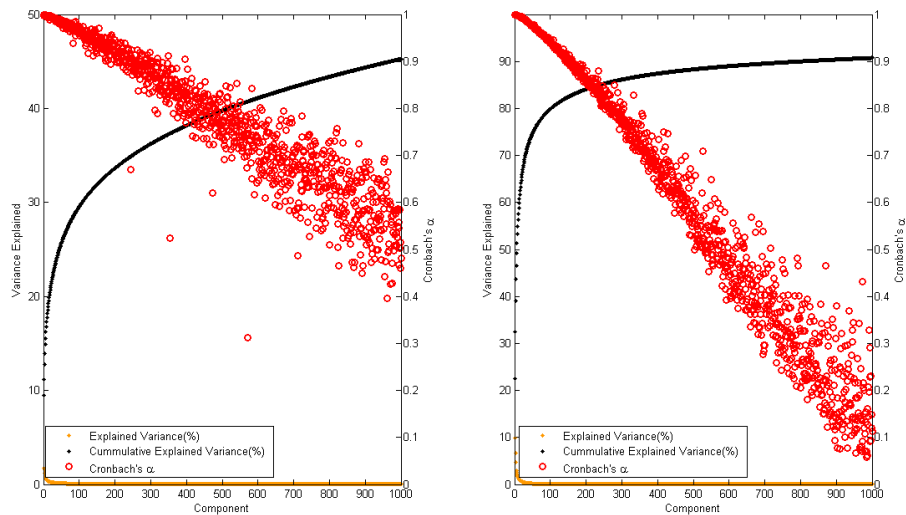 50
40
30
20
10
0
Variance Explained
1
0.9
0.8
0.7
0.6
0.5
0.4
0.3
0.2
0.1
0
Cronbach's α
0 100 200 300 400 500 600 700 800 900 1000
Component
Explained Variance(%)
Cummulative Explained Variance(%)
Cronbach's α
100
90
80
70
60
50
40
30
20
10
0
Variance Explained
1
0.9
0.8
0.7
0.6
0.5
0.4
0.3
0.2
0.1
0
Cronbach's α
0 100 200 300 400 500 600 700 800 900 1000
Component
Explained Variance(%)
Cummulative Explained Variance(%)
Cronbach's α